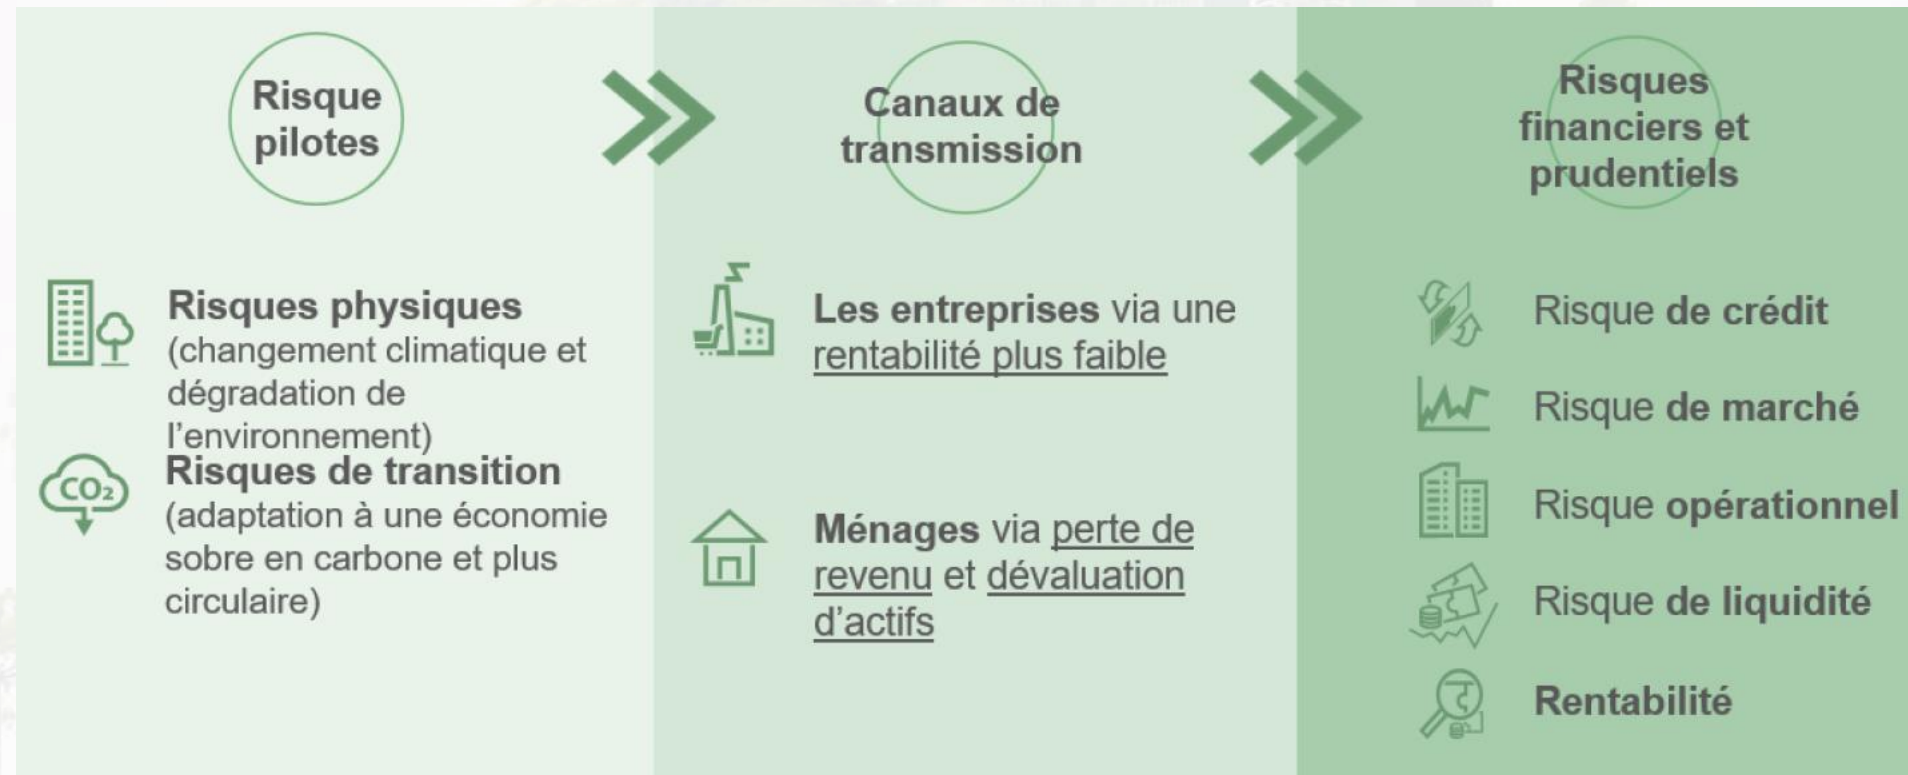 Risque
pilotes
Risques physiques
(changement climatique et
dégradation de
l'environnement)
CO₂
Risques de transition
(adaptation à une économie
sobre en carbone et plus
circulaire)
Canaux de
transmission
Les entreprises via une
rentabilité plus faible
Ménages via perte de
revenu et dévaluation
d'actifs
Risques
financiers et
prudentiels
Risque de crédit
Risque de marché
Risque opérationnel
Risque de liquidité
Rentabilité